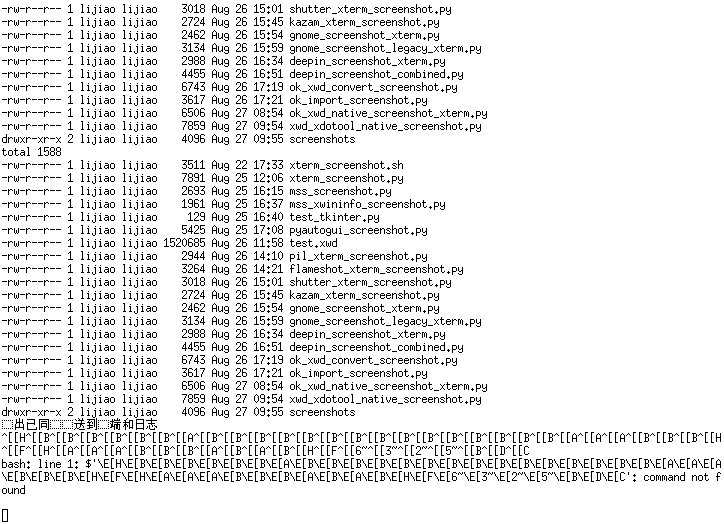 -rw-r--r-- 1 lijiao lijiao    3018 Aug 26 15:01 shutter_xterm_screenshot.py
-rw-r--r-- 1 lijiao lijiao    2724 Aug 26 15:45 kazam_xterm_screenshot.py
-rw-r--r-- 1 lijiao lijiao    2462 Aug 26 15:54 gnome_screenshot_xterm.py
-rw-r--r-- 1 lijiao lijiao    3134 Aug 26 15:59 gnome_screenshot_legacy_xterm.py
-rw-r--r-- 1 lijiao lijiao    2988 Aug 26 16:34 deepin_screenshot_xterm.py
-rw-r--r-- 1 lijiao lijiao    4455 Aug 26 16:51 deepin_screenshot_combined.py
-rw-r--r-- 1 lijiao lijiao    6743 Aug 26 17:19 ok_xwd_convert_screenshot.py
-rw-r--r-- 1 lijiao lijiao    3617 Aug 26 17:21 ok_import_screenshot.py
-rw-r--r-- 1 lijiao lijiao    6506 Aug 27 08:54 ok_xwd_native_screenshot_xterm.py
-rw-r--r-- 1 lijiao lijiao    7859 Aug 27 09:54 xwd_xdotool_native_screenshot.py
drwxr-xr-x 2 lijiao lijiao    4096 Aug 27 09:55 screenshots
total 1588
-rw-r--r-- 1 lijiao lijiao    3511 Aug 22 17:33 xterm_screenshot.sh
-rw-r--r-- 1 lijiao lijiao    7891 Aug 25 12:06 xterm_screenshot.py
-rw-r--r-- 1 lijiao lijiao    2693 Aug 25 16:15 mss_screenshot.py
-rw-r--r-- 1 lijiao lijiao    1961 Aug 25 16:37 mss_xwininfo_screenshot.py
-rw-r--r-- 1 lijiao lijiao     129 Aug 25 16:40 test_tkinter.py
-rw-r--r-- 1 lijiao lijiao    5425 Aug 25 17:08 pyautogui_screenshot.py
-rw-r--r-- 1 lijiao lijiao 1520685 Aug 26 11:58 test.xwd
-rw-r--r-- 1 lijiao lijiao    2944 Aug 26 14:10 pil_xterm_screenshot.py
-rw-r--r-- 1 lijiao lijiao    3264 Aug 26 14:21 flameshot_xterm_screenshot.py
-rw-r--r-- 1 lijiao lijiao    3018 Aug 26 15:01 shutter_xterm_screenshot.py
-rw-r--r-- 1 lijiao lijiao    2724 Aug 26 15:45 kazam_xterm_screenshot.py
-rw-r--r-- 1 lijiao lijiao    2462 Aug 26 15:54 gnome_screenshot_xterm.py
-rw-r--r-- 1 lijiao lijiao    3134 Aug 26 15:59 gnome_screenshot_legacy_xterm.py
-rw-r--r-- 1 lijiao lijiao    2988 Aug 26 16:34 deepin_screenshot_xterm.py
-rw-r--r-- 1 lijiao lijiao    4455 Aug 26 16:51 deepin_screenshot_combined.py
-rw-r--r-- 1 lijiao lijiao    6743 Aug 26 17:19 ok_xwd_convert_screenshot.py
-rw-r--r-- 1 lijiao lijiao    3617 Aug 26 17:21 ok_import_screenshot.py
-rw-r--r-- 1 lijiao lijiao    6506 Aug 27 08:54 ok_xwd_native_screenshot_xterm.py
-rw-r--r-- 1 lijiao lijiao    7859 Aug 27 09:54 xwd_xdotool_native_screenshot.py
drwxr-xr-x 2 lijiao lijiao    4096 Aug 27 09:55 screenshots
出已同送到端和日志
^[[H^[[B^[[B^[[B^[[B^[[B^[[B^[[A^[[B^[[B^[[B^[[B^[[B^[[B^[[B^[[B^[[B^[[B^[[B^[[A^[[A^[[A^[[A^[[B^[[B^[[B^[[H
^[[F^[[H^[[A^[[A^[[A^[[B^[[B^[[A^[[B^[[H^[[F^[[6~^[[3~^[[2~^[[5~^[[B^[[D^[[C
bash: line 1: $'\E[H\E[B\E[B\E[B\E[B\E[B\E[B\E[A\E[B\E[B\E[B\E[B\E[B\E[B\E[B\E[B\E[B\E[B\E[B\E[A\E[A\E[A
\E[B\E[B\E[B\E[H\E[F\E[H\E[A\E[A\E[A\E[B\E[B\E[A\E[B\E[H\E[F\E[6~\E[3~\E[2~\E[5~\E[B\E[D\E[C': command not f
ound